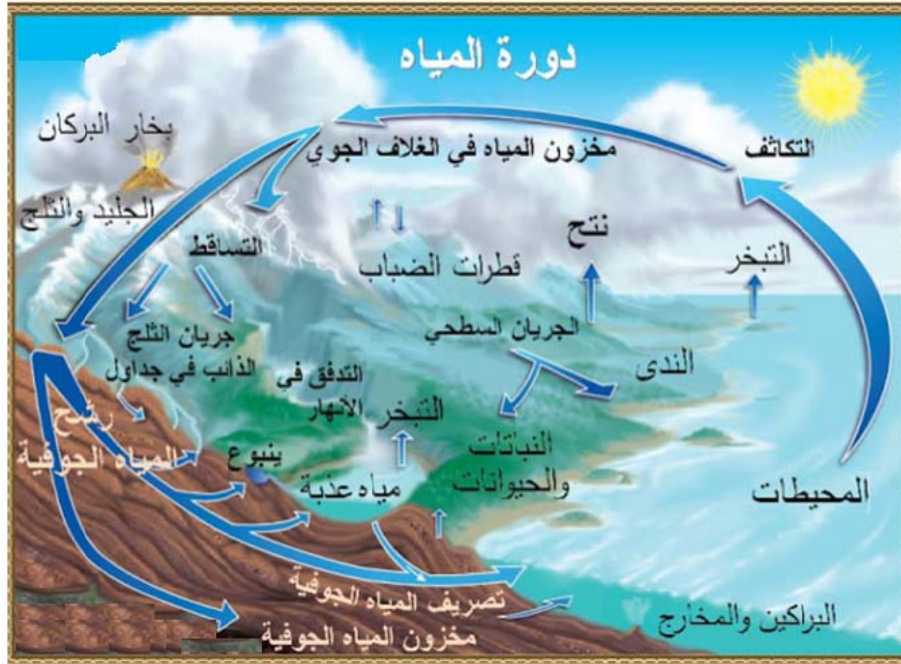 دورة المياه
بخار البركان
مخزون المياه في الغلاف الجوي
التكاثف
الجليد والثلج
نتح
التبخر
التساقط
قطرات الضباب
جريان الثلج
الذائب في جداول
الجريان السطحي
الندى
التدفق في
الأنهار
التبخر
رشح
المياه الجوفية
ينبوع
مياه عذبة
النباتات
والحيوانات
المحيطات
تصريف المياه الجوفية
مخزون المياه الجوفية
البراكين والمخارج